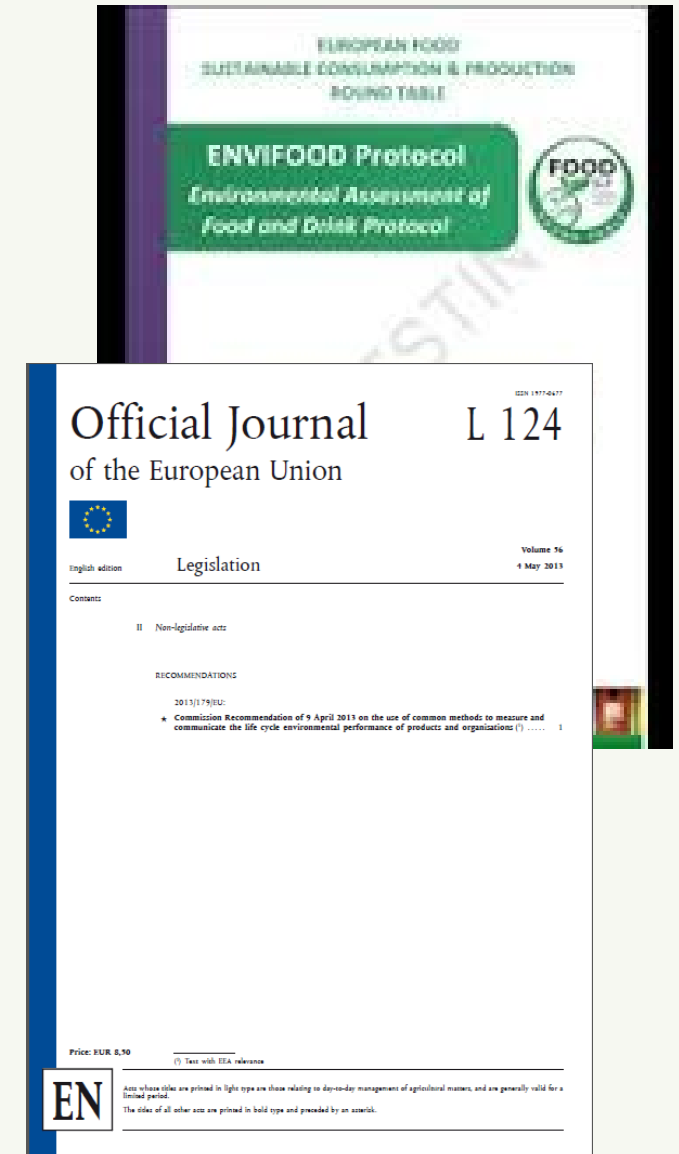 EUROPEAN FOOD
SUSTAINABLE CONSUMPTION & PRODUCTION
ROUND TABLE
ENVIFOOD Protocol
Environmental Assessment of
Food and Drink Protocol
FOOD
SCP
ISSN 1977-0677
Official Journal L 124
of the European Union
Volume 56
English edition Legislation 4 May 2013
Contents
II Non-legislative acts
RECOMMENDATIONS
2013/179/EU:
★ Commission Recommendation of 9 April 2013 on the use of common methods to measure and
communicate the life cycle environmental performance of products and organisations (¹) ..... 1
Price: EUR 8,50
(¹) Text with EEA relevance
EN
Acts whose titles are printed in light type are those relating to day-to-day management of agricultural matters, and are generally valid for a
limited period.
The titles of all other acts are printed in bold type and preceded by an asterisk.